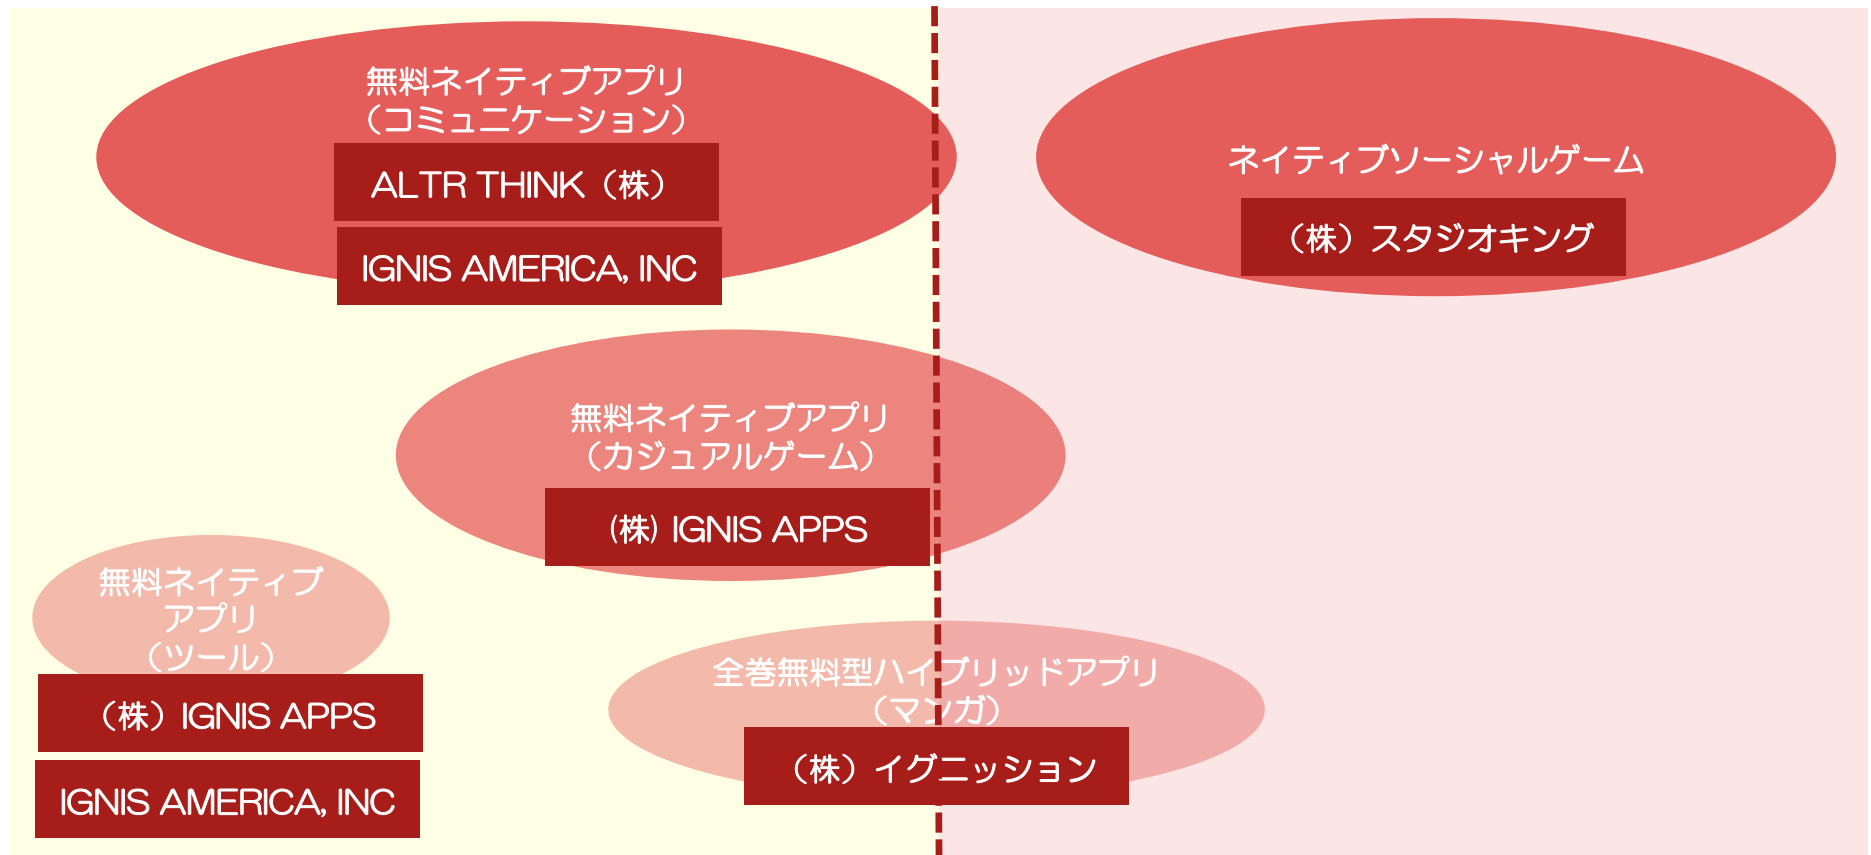 無料ネイティブアプリ
（コミュニケーション）
ALTR THINK（株）
IGNIS AMERICA, INC
ネイティブソーシャルゲーム
（株）スタジオキング
無料ネイティブアプリ
（カジュアルゲーム）
(株) IGNIS APPS
無料ネイティブ
アプリ
（ツール）
（株）IGNIS APPS
IGNIS AMERICA, INC
全巻無料型ハイブリッドアプリ
（マンガ）
（株）イグニッション